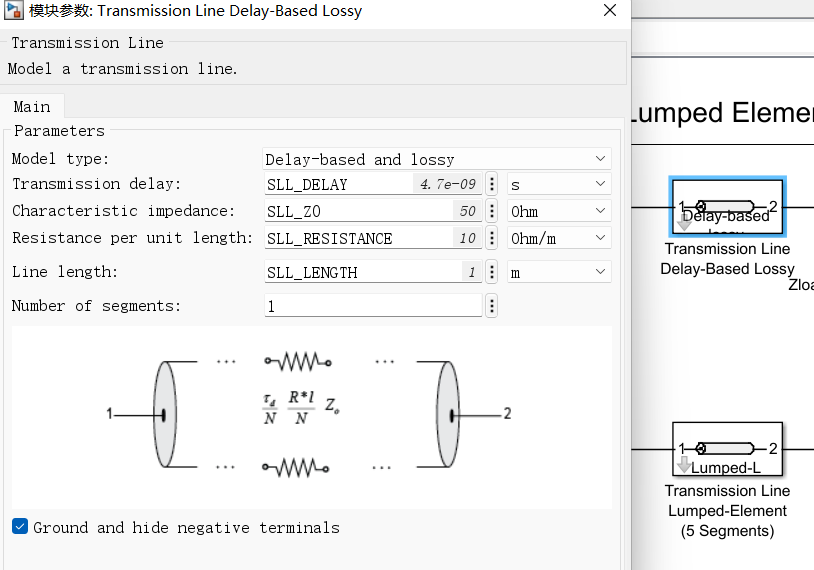 模块参数: Transmission Line Delay-Based Lossy
Transmission Line
Model a transmission line.
Main
Parameters
Model type: Delay-based and lossy
Transmission delay: SLL_DELAY 4.7e-09 s
Characteristic impedance: SLL_Z0 50 Ohm
Resistance per unit length: SLL_RESISTANCE 10 Ohm/m
Line length: SLL_LENGTH 1 m
Number of segments: 1
... ...
1 τd/N R*l/N Zo 2
... ...
Ground and hide negative terminals
Lumped Elemen
1 2
Delay-based
lossy
Transmission Line
Delay-Based Lossy
Zloa
1 2
Lumped-L
Transmission Line
Lumped-Element
(5 Segments)